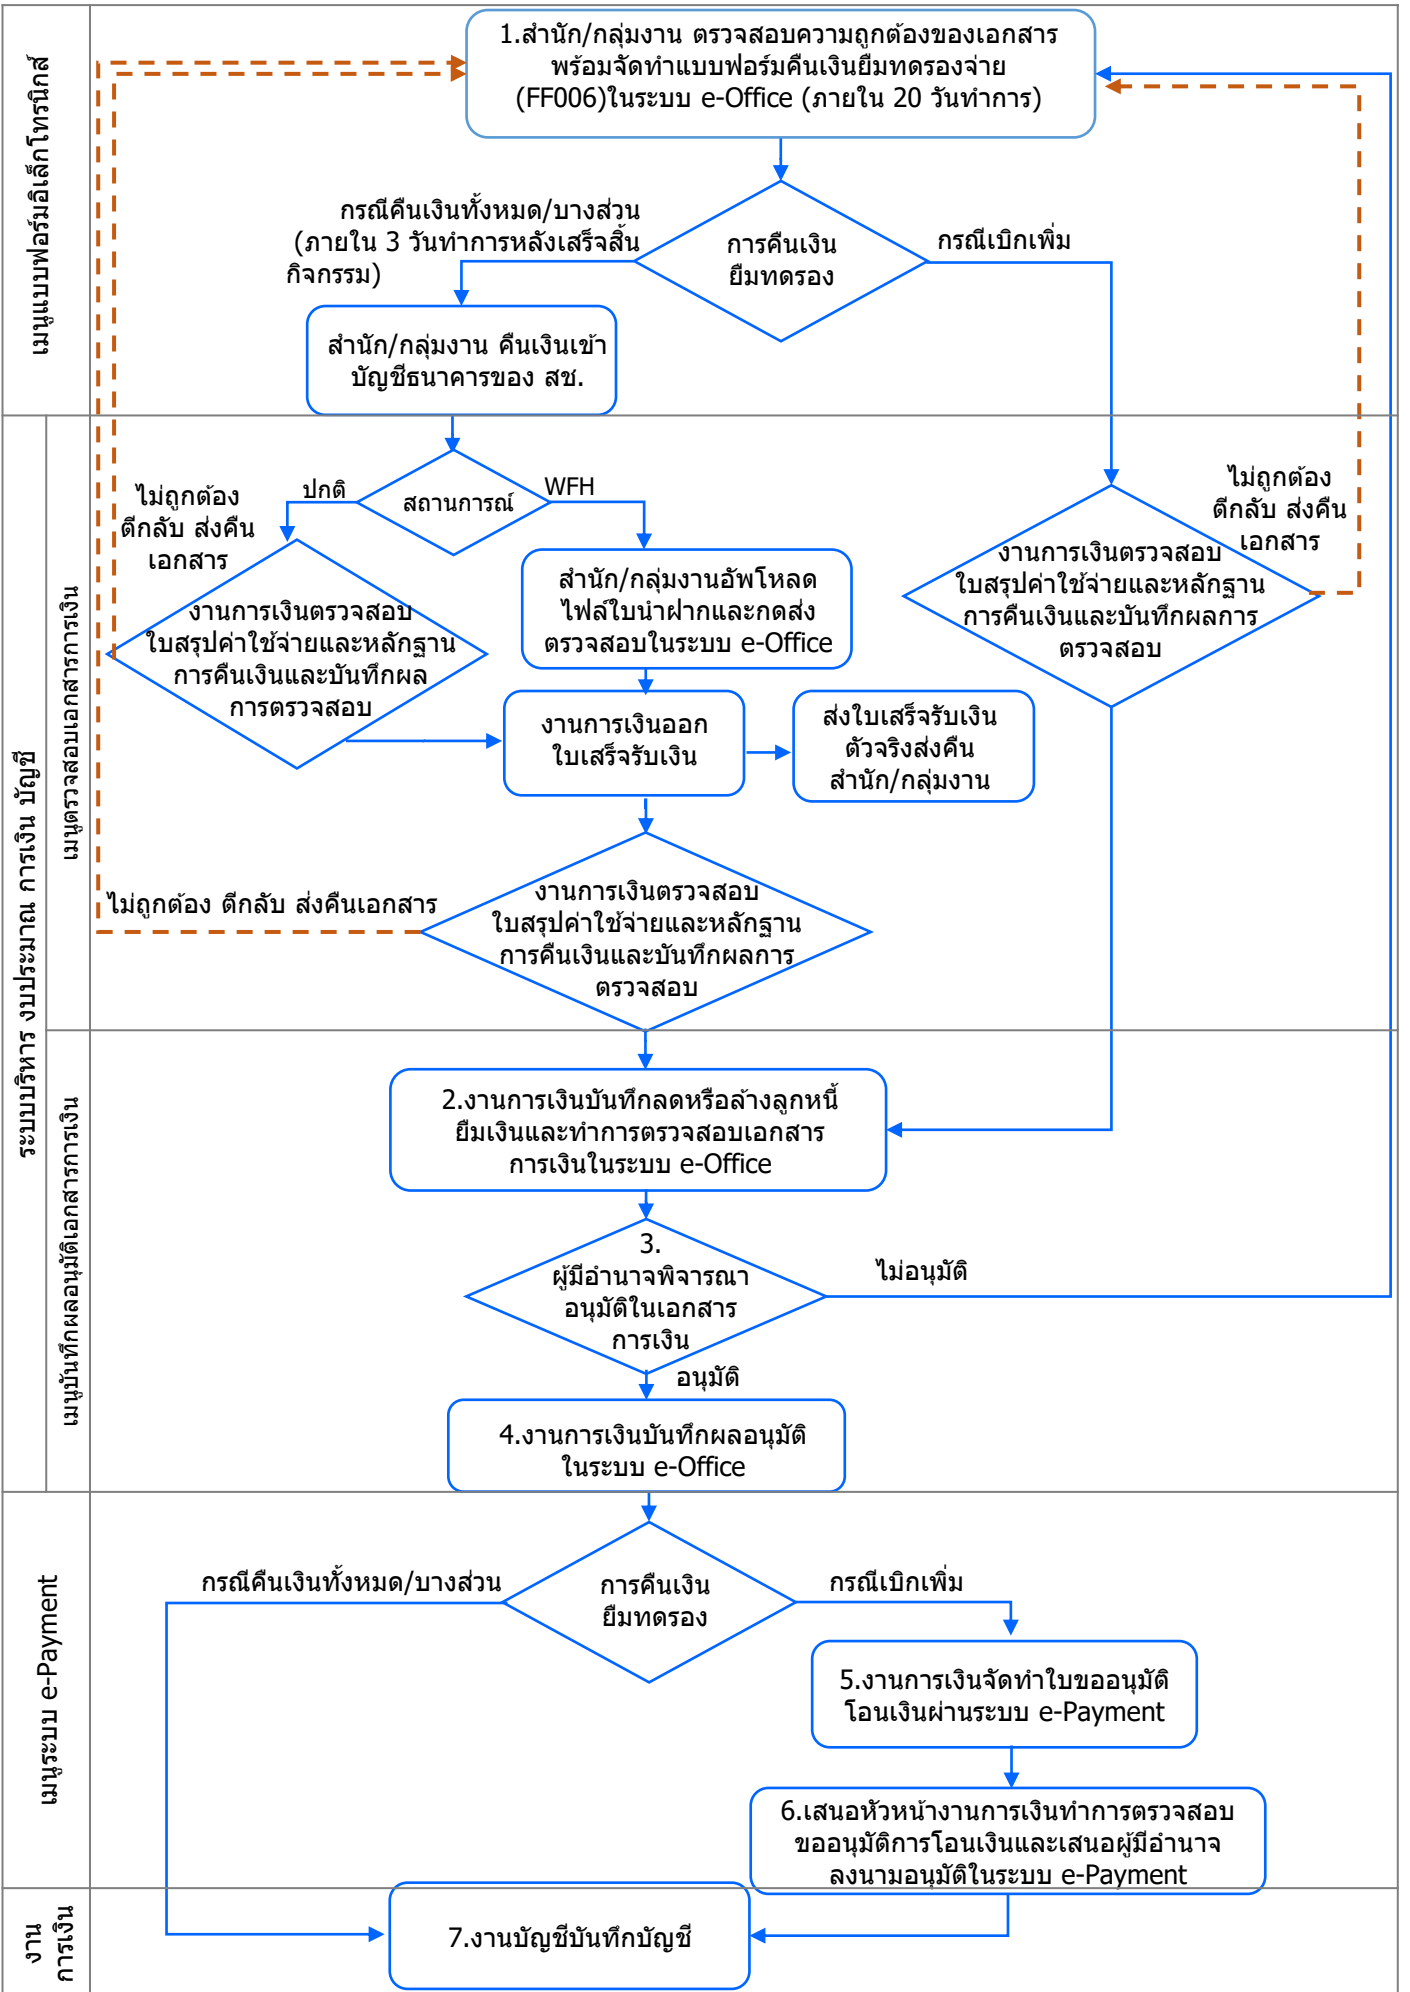 เมนูแบบฟอร์มอิเล็กโทรนิกส์
1.สำนัก/กลุ่มงาน ตรวจสอบความถูกต้องของเอกสาร
พร้อมจัดทำแบบฟอร์มคืนเงินยืมทดรองจ่าย
(FF006)ในระบบ e-Office (ภายใน 20 วันทำการ)
กรณีคืนเงินทั้งหมด/บางส่วน
(ภายใน 3 วันทำการหลังเสร็จสิ้น
กิจกรรม)
การคืนเงิน
ยืมทดรอง
กรณีเบิกเพิ่ม
สำนัก/กลุ่มงาน คืนเงินเข้า
บัญชีธนาคารของ สช.
ระบบบริหาร งบประมาณ การเงิน บัญชี
เมนูตรวจสอบเอกสารการเงิน
สถานการณ์
ปกติ
WFH
ไม่ถูกต้อง
ตีกลับ ส่งคืน
เอกสาร
งานการเงินตรวจสอบ
ใบสรุปค่าใช้จ่ายและหลักฐาน
การคืนเงินและบันทึกผล
การตรวจสอบ
สำนัก/กลุ่มงานอัพโหลด
ไฟล์ใบนำฝากและกดส่ง
ตรวจสอบในระบบ e-Office
งานการเงินตรวจสอบ
ใบสรุปค่าใช้จ่ายและหลักฐาน
การคืนเงินและบันทึกผลการ
ตรวจสอบ
ไม่ถูกต้อง
ตีกลับ ส่งคืน
เอกสาร
งานการเงินออก
ใบเสร็จรับเงิน
ส่งใบเสร็จรับเงิน
ตัวจริงส่งคืน
สำนัก/กลุ่มงาน
ไม่ถูกต้อง ตีกลับ ส่งคืนเอกสาร
งานการเงินตรวจสอบ
ใบสรุปค่าใช้จ่ายและหลักฐาน
การคืนเงินและบันทึกผลการ
ตรวจสอบ
เมนูบันทึกผลอนุมัติเอกสารการเงิน
2.งานการเงินบันทึกลดหรือล้างลูกหนี้
ยืมเงินและทำการตรวจสอบเอกสาร
การเงินในระบบ e-Office
3.
ผู้มีอำนาจพิจารณา
อนุมัติในเอกสาร
การเงิน
ไม่อนุมัติ
อนุมัติ
4.งานการเงินบันทึกผลอนุมัติ
ในระบบ e-Office
เมนูระบบ e-Payment
กรณีคืนเงินทั้งหมด/บางส่วน
การคืนเงิน
ยืมทดรอง
กรณีเบิกเพิ่ม
5.งานการเงินจัดทำใบขออนุมัติ
โอนเงินผ่านระบบ e-Payment
6.เสนอหัวหน้างานการเงินทำการตรวจสอบ
ขออนุมัติการโอนเงินและเสนอผู้มีอำนาจ
ลงนามอนุมัติในระบบ e-Payment
งาน
การเงิน
7.งานบัญชีบันทึกบัญชี